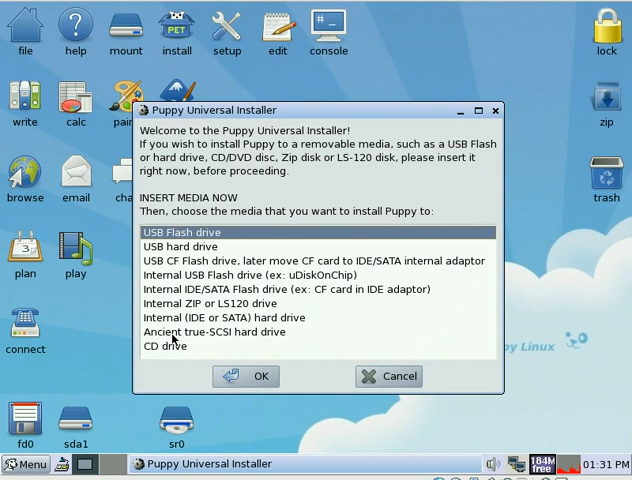 file
help
mount
install
setup
edit
console
lock
write
calc
zip
browse
email
trash
plan
play
connect
Puppy Universal Installer
Welcome to the Puppy Universal Installer!
If you wish to install Puppy to a removable media, such as a USB Flash
or hard drive, CD/DVD disc, Zip disk or LS-120 disk, please insert it
right now, before proceeding.
INSERT MEDIA NOW
Then, choose the media that you want to install Puppy to:
USB Flash drive
USB hard drive
USB CF Flash drive, later move CF card to IDE/SATA internal adaptor
Internal USB Flash drive (ex: uDiskOnChip)
Internal IDE/SATA Flash drive (ex: CF card in IDE adaptor)
Internal ZIP or LS120 drive
Internal (IDE or SATA) hard drive
Ancient true-SCSI hard drive
CD drive
OK
Cancel
py Linux
fd0
sda1
sr0
Menu
Puppy Universal Installer
184M
free
01:31 PM